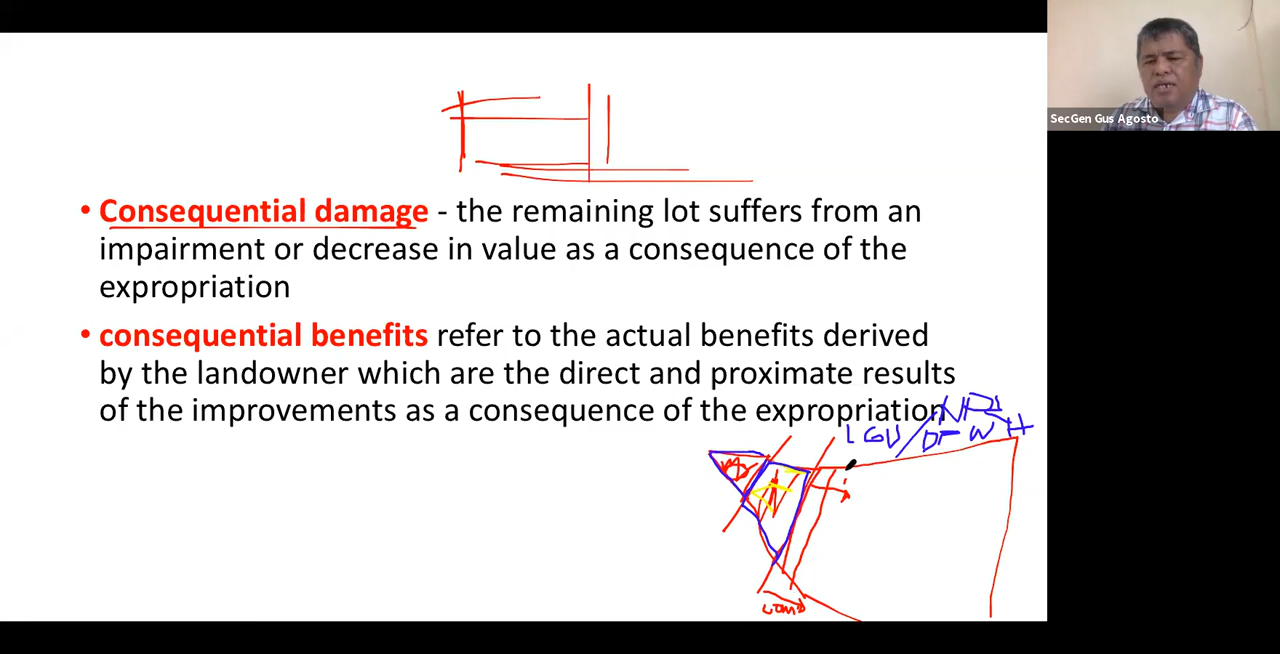 SecGen Gus Agosto
• Consequential damage - the remaining lot suffers from an
impairment or decrease in value as a consequence of the
expropriation
• consequential benefits refer to the actual benefits derived
by the landowner which are the direct and proximate results
of the improvements as a consequence of the expropriation
LGU/